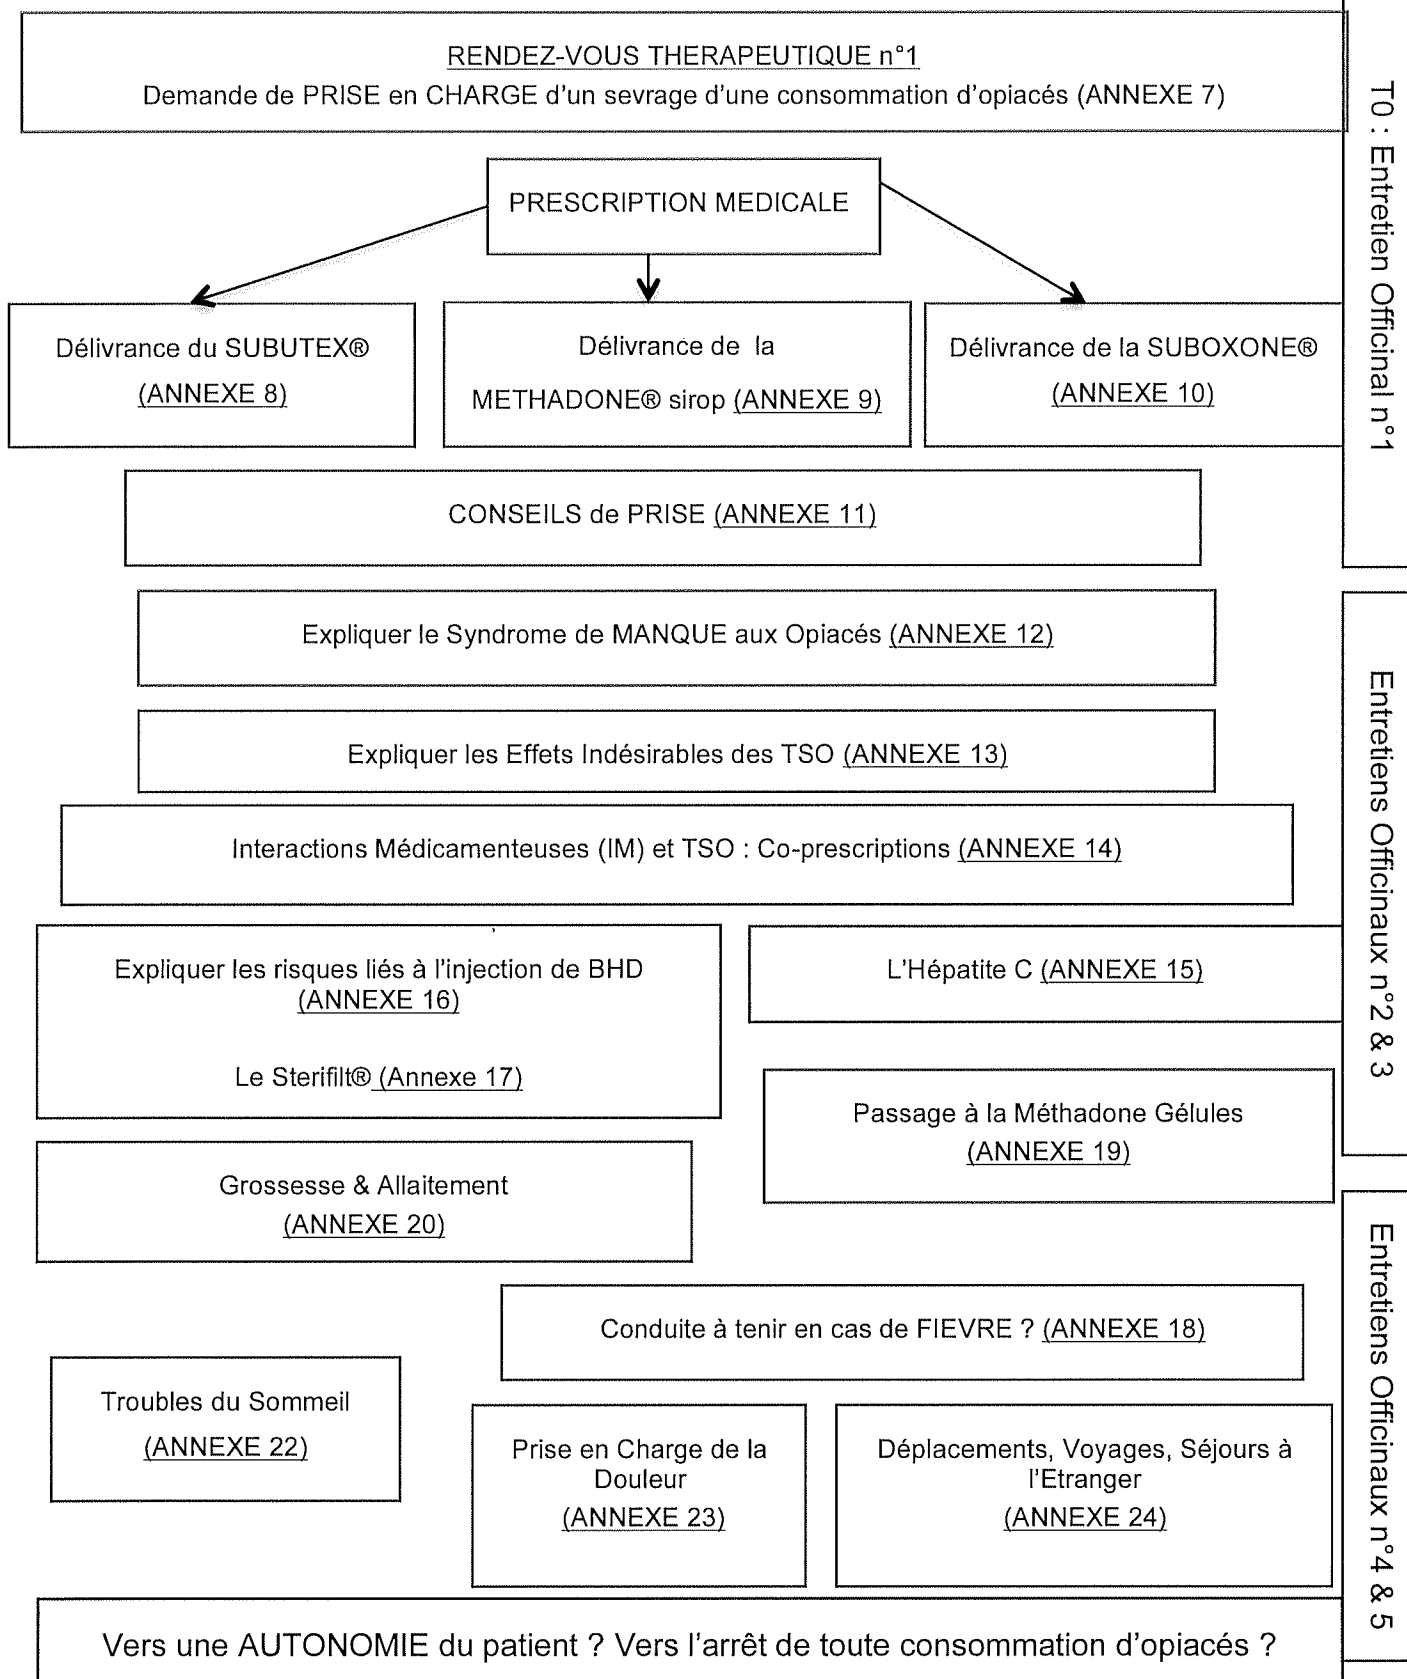 RENDEZ-VOUS THERAPEUTIQUE n°1
Demande de PRISE en CHARGE d'un sevrage d'une consommation d'opiacés (ANNEXE 7)
T0 : Entretien Officinal n°1
PRESCRIPTION MEDICALE
Délivrance du SUBUTEX®
(ANNEXE 8)
Délivrance de la
METHADONE® sirop (ANNEXE 9)
Délivrance de la SUBOXONE®
(ANNEXE 10)
CONSEILS de PRISE (ANNEXE 11)
Expliquer le Syndrome de MANQUE aux Opiacés (ANNEXE 12)
Entretiens Officinaux n°2 & 3
Expliquer les Effets Indésirables des TSO (ANNEXE 13)
Interactions Médicamenteuses (IM) et TSO : Co-prescriptions (ANNEXE 14)
Expliquer les risques liés à l'injection de BHD
(ANNEXE 16)
Le Sterifilt® (Annexe 17)
L'Hépatite C (ANNEXE 15)
Passage à la Méthadone Gélules
(ANNEXE 19)
Grossesse & Allaitement
(ANNEXE 20)
Entretiens Officinaux n°4 & 5
Conduite à tenir en cas de FIEVRE ? (ANNEXE 18)
Troubles du Sommeil
(ANNEXE 22)
Prise en Charge de la
Douleur
(ANNEXE 23)
Déplacements, Voyages, Séjours à
l'Etranger
(ANNEXE 24)
Vers une AUTONOMIE du patient ? Vers l'arrêt de toute consommation d'opiacés ?